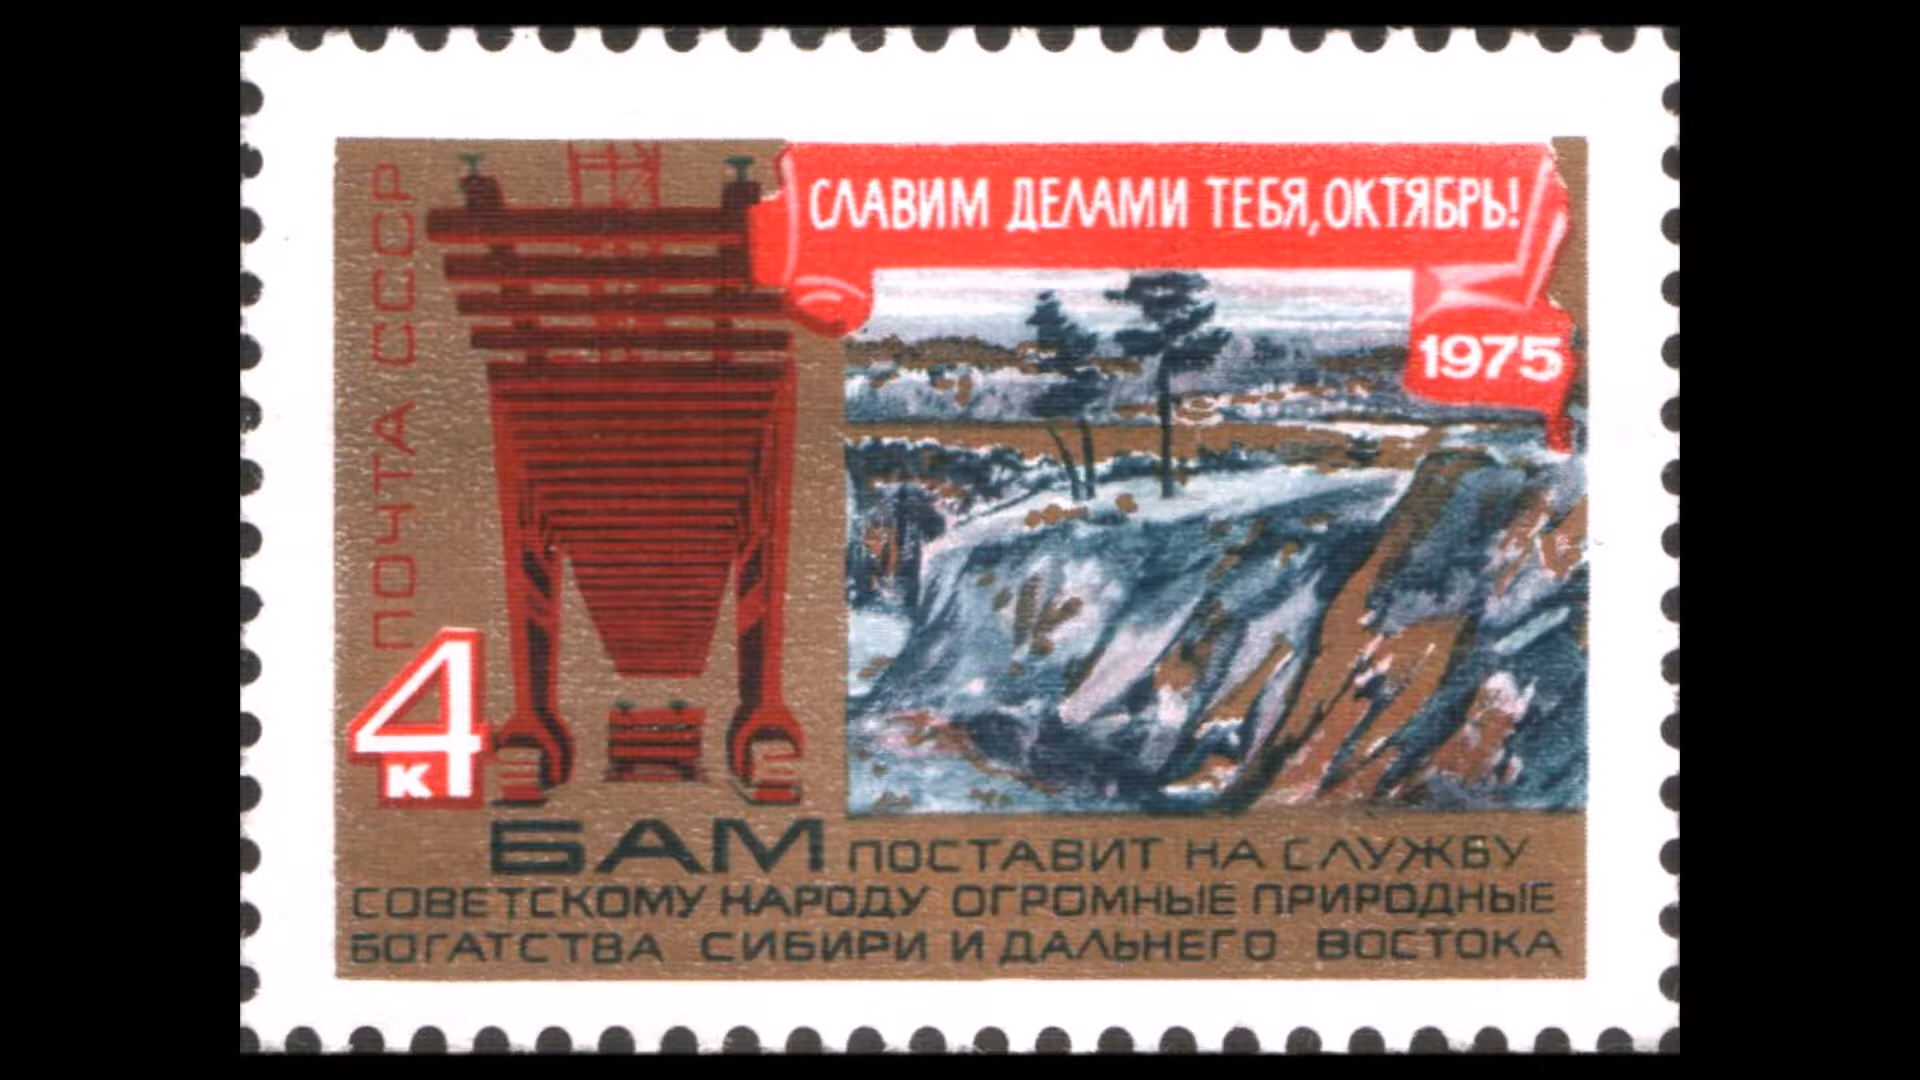 ПОЧТА СССР
СЛАВИМ ДЕЛАМИ ТЕБЯ, ОКТЯБРЬ!
1975
4
к
БАМ ПОСТАВИТ НА СЛУЖБУ
СОВЕТСКОМУ НАРОДУ ОГРОМНЫЕ ПРИРОДНЫЕ
БОГАТСТВА СИБИРИ И ДАЛЬНЕГО ВОСТОКА